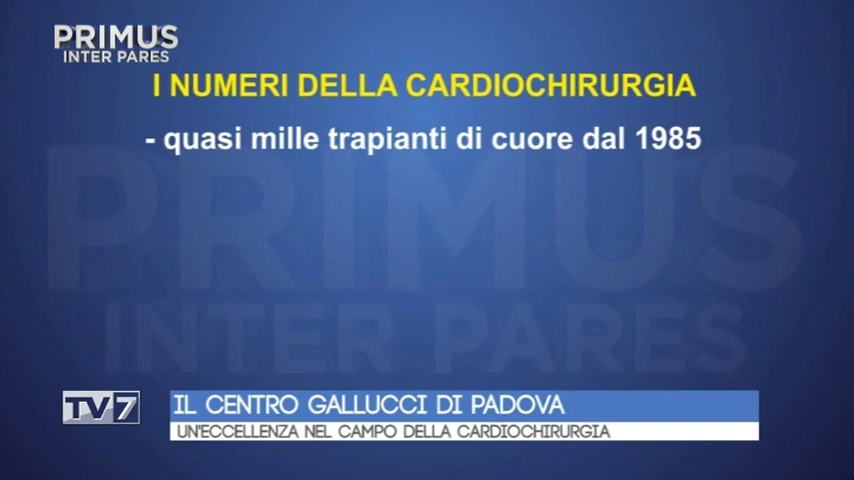 PRIMUS
INTER PARES
I NUMERI DELLA CARDIOCHIRURGIA
- quasi mille trapianti di cuore dal 1985
PRIMUS
INTER PARES
TV7
IL CENTRO GALLUCCI DI PADOVA
UN'ECCELLENZA NEL CAMPO DELLA CARDIOCHIRURGIA